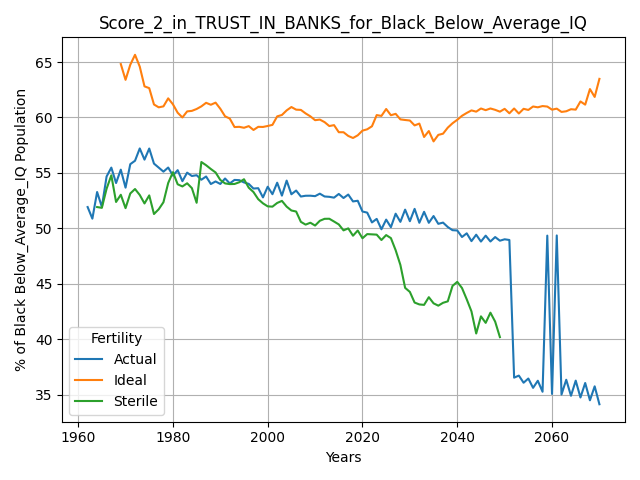 Score_2_in_TRUST_IN_BANKS_for_Black_Below_Average_IQ
% of Black Below_Average_IQ Population
65
60
55
50
45
40
35
Fertility
Actual
Ideal
Sterile
1960
1980
2000
2020
2040
2060
Years